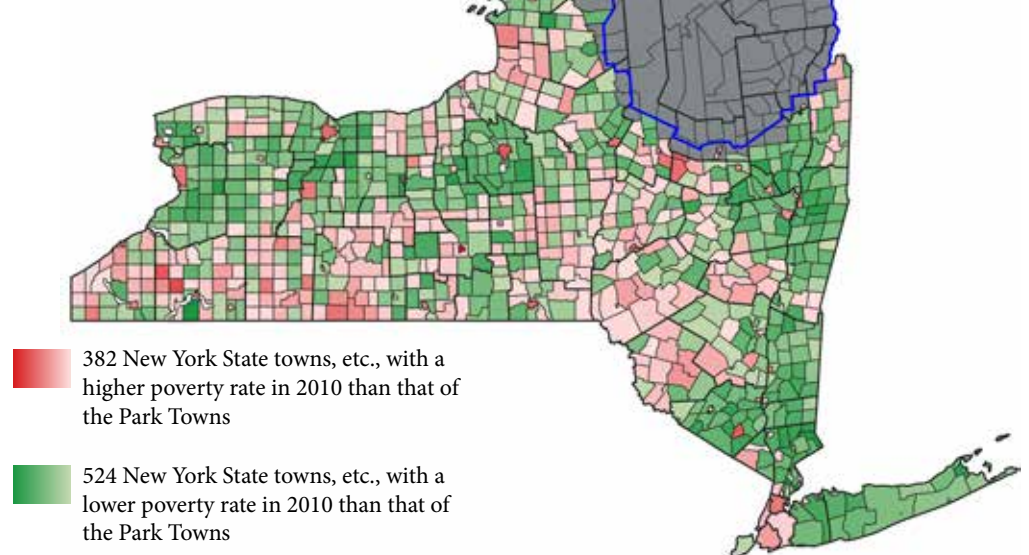 382 New York State towns, etc., with a
higher poverty rate in 2010 than that of
the Park Towns
524 New York State towns, etc., with a
lower poverty rate in 2010 than that of
the Park Towns